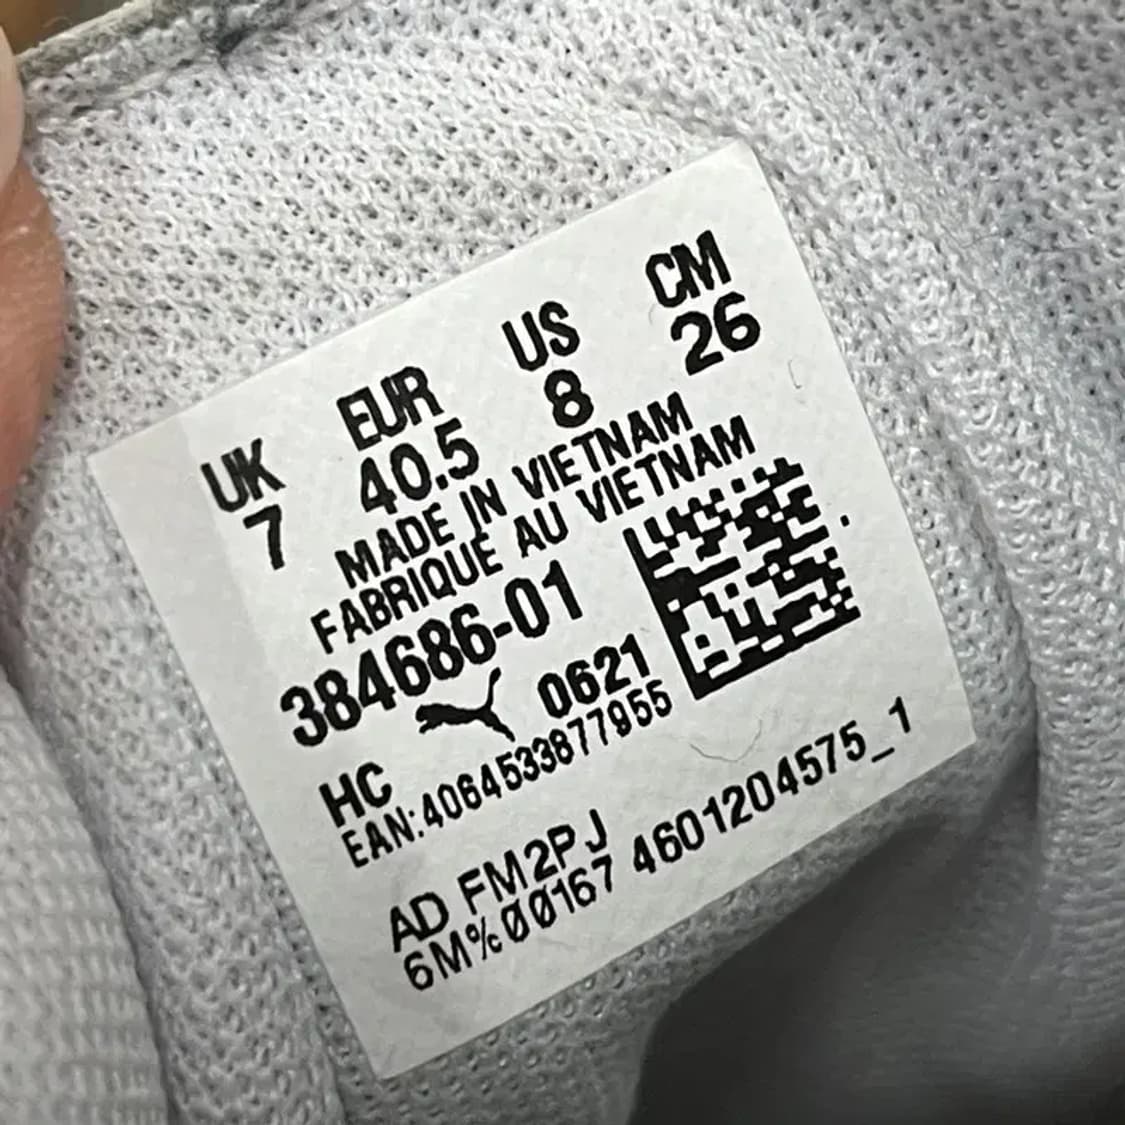 UK EUR US CM
7 40.5 8 26
MADE IN VIETNAM
FABRIQUE AU VIETNAM
384686-01
0621
HC
EAN:4064533877955
AD FM2PJ
6M%00167 4601204575_1